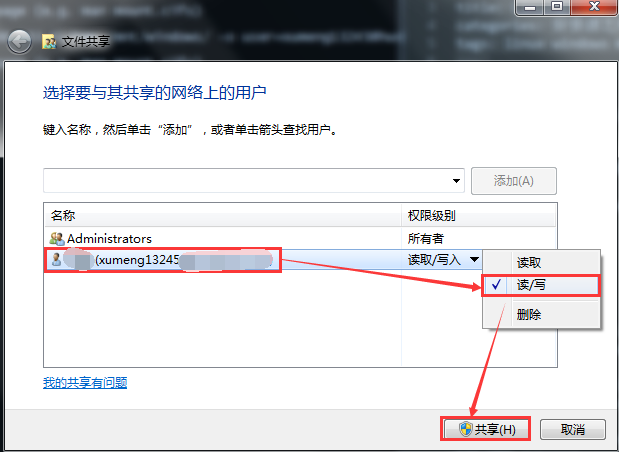 文件共享
选择要与其共享的网络上的用户
键入名称，然后单击“添加”，或者单击箭头查找用户。
添加(A)
名称 权限级别
Administrators 所有者
(xumeng13245 读取/写入
读取
读/写
删除
我的共享有问题
共享(H) 取消